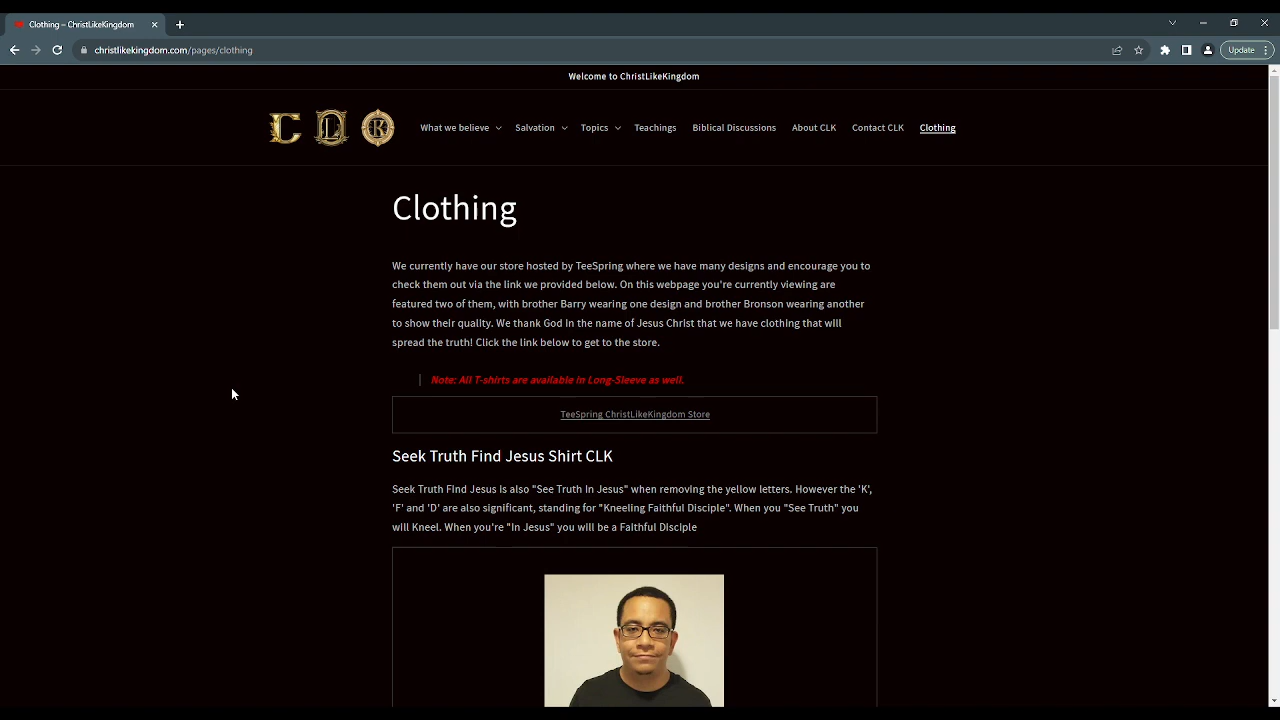 Clothing – ChristLikeKingdom
christlikekingdom.com/pages/clothing
Update
Welcome to ChristLikeKingdom
C L K
What we believe
Salvation
Topics
Teachings
Biblical Discussions
About CLK
Contact CLK
Clothing
Clothing
We currently have our store hosted by TeeSpring where we have many designs and encourage you to
check them out via the link we provided below. On this webpage you're currently viewing are
featured two of them, with brother Barry wearing one design and brother Bronson wearing another
to show their quality. We thank God in the name of Jesus Christ that we have clothing that will
spread the truth! Click the link below to get to the store.
Note: All T-shirts are available in Long-Sleeve as well.
TeeSpring ChristLikeKingdom Store
Seek Truth Find Jesus Shirt CLK
Seek Truth Find Jesus is also "See Truth In Jesus" when removing the yellow letters. However the 'K',
'F' and 'D' are also significant, standing for "Kneeling Faithful Disciple". When you "See Truth" you
will Kneel. When you're "In Jesus" you will be a Faithful Disciple